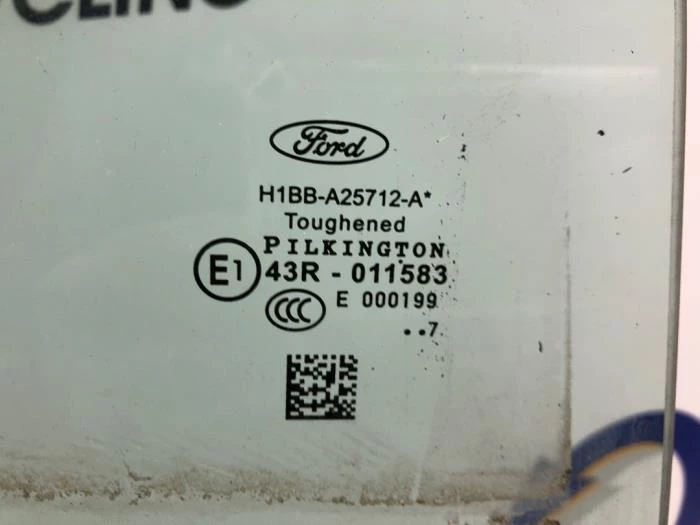 Ford
H1BB-A25712-A*
Toughened
PILKINGTON
E1 43R - 011583
CCC E 000199
..7